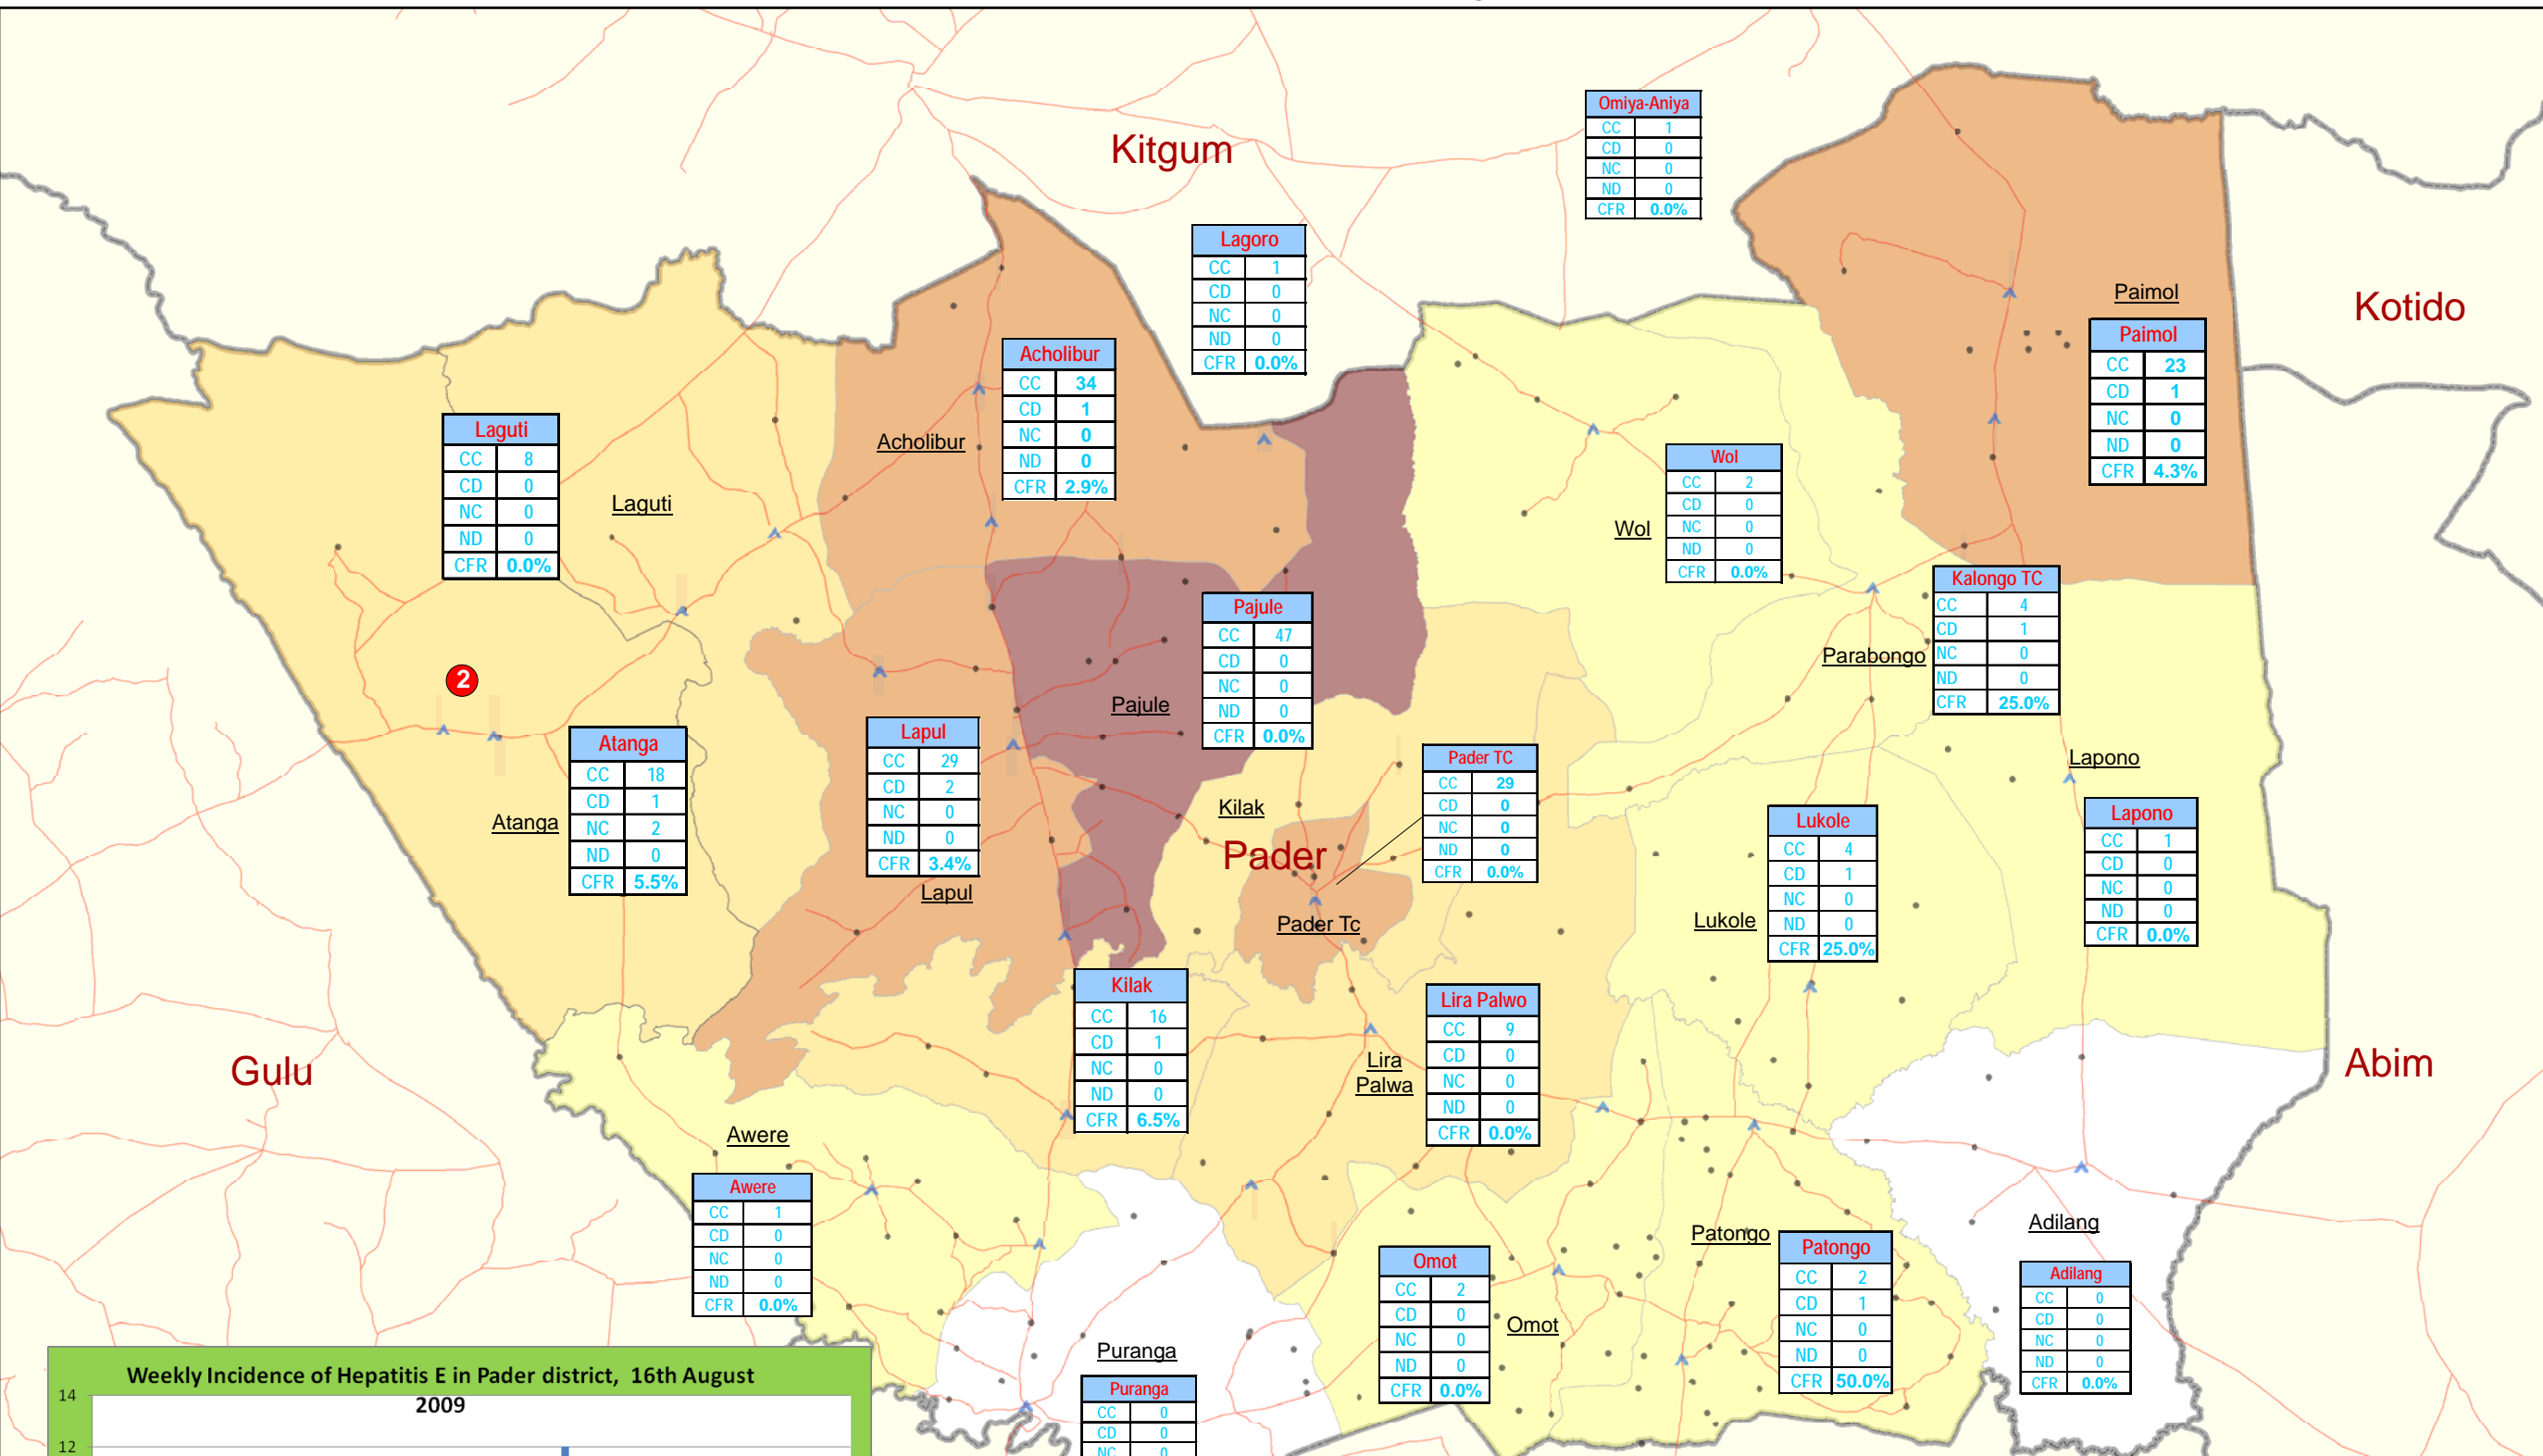 Kitgum
Omiya-Aniya
CC 1
CD 0
NC 0
ND 0
CFR 0.0%
Lagoro
CC 1
CD 0
NC 0
ND 0
CFR 0.0%
Kotido
Paimol
Paimol
CC 23
CD 1
NC 0
ND 0
CFR 4.3%
Acholibur
Acholibur
CC 34
CD 1
NC 0
ND 0
CFR 2.9%
Laguti
CC 8
CD 0
NC 0
ND 0
CFR 0.0%
Laguti
Wol
Wol
CC 2
CD 0
NC 0
ND 0
CFR 0.0%
Kalongo TC
CC 4
CD 1
NC 0
ND 0
CFR 25.0%
Parabongo
Pajule
CC 47
CD 0
NC 0
ND 0
CFR 0.0%
Pajule
2
Atanga
CC 18
CD 1
NC 2
ND 0
CFR 5.5%
Atanga
Lapul
CC 29
CD 2
NC 0
ND 0
CFR 3.4%
Lapul
Kilak
Pader
Pader TC
CC 29
CD 0
NC 0
ND 0
CFR 0.0%
Pader Tc
Lapono
Lapono
CC 1
CD 0
NC 0
ND 0
CFR 0.0%
Lukole
CC 4
CD 1
NC 0
ND 0
CFR 25.0%
Lukole
Kilak
CC 16
CD 1
NC 0
ND 0
CFR 6.5%
Lira
Palwa
Lira Palwo
CC 9
CD 0
NC 0
ND 0
CFR 0.0%
Gulu
Abim
Awere
Awere
CC 1
CD 0
NC 0
ND 0
CFR 0.0%
Patongo
Patongo
CC 2
CD 1
NC 0
ND 0
CFR 50.0%
Adilang
Adilang
CC 0
CD 0
NC 0
ND 0
CFR 0.0%
Omot
CC 2
CD 0
NC 0
ND 0
CFR 0.0%
Omot
Puranga
Puranga
CC 0
CD 0
NC 0
Weekly Incidence of Hepatitis E in Pader district, 16th August
2009
14
12